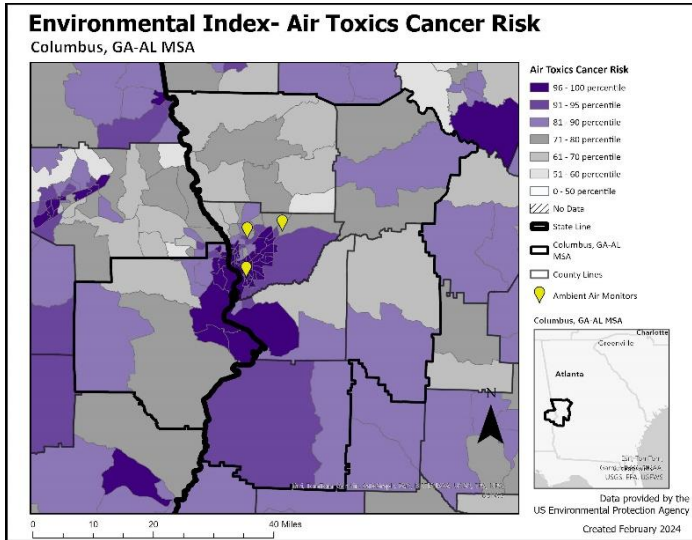 Environmental Index- Air Toxics Cancer Risk
Columbus, GA-AL MSA
Air Toxics Cancer Risk
96 - 100 percentile
91 - 95 percentile
81 - 90 percentile
71 - 80 percentile
61 - 70 percentile
51 - 60 percentile
0 - 50 percentile
No Data
State Line
Columbus, GA-AL
MSA
County Lines
Ambient Air Monitors
N
Columbus, GA-AL MSA
Charlotte
Greenville
Atlanta
USGS, EPA, USFWS
0 10 20 40 Miles
Data provided by the
US Environmental Protection Agency
Created February 2024